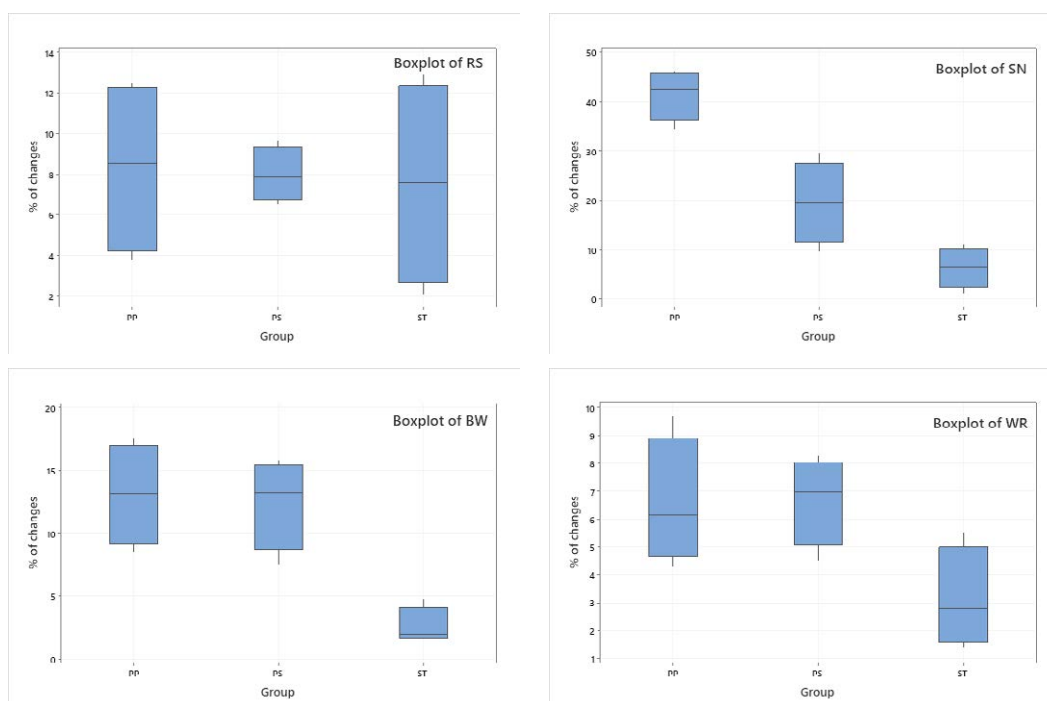 Boxplot of RS
% of changes
14
12
10
8
6
4
2
PP PS ST
Group
Boxplot of SN
% of changes
50
40
30
20
10
0
PP PS ST
Group
Boxplot of BW
% of changes
20
15
10
5
0
PP PS ST
Group
Boxplot of WR
% of changes
10
9
8
7
6
5
4
3
2
1
PP PS ST
Group